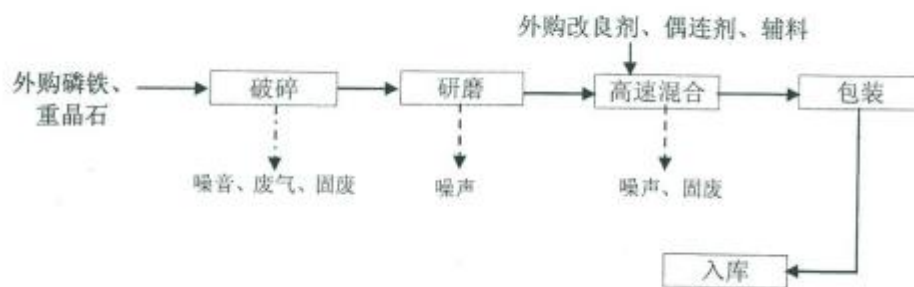 外购改良剂、偶连剂、辅料
外购磷铁、
重晶石
破碎
研磨
高速混合
包装
噪音、废气、固废
噪声
噪声、固废
入库